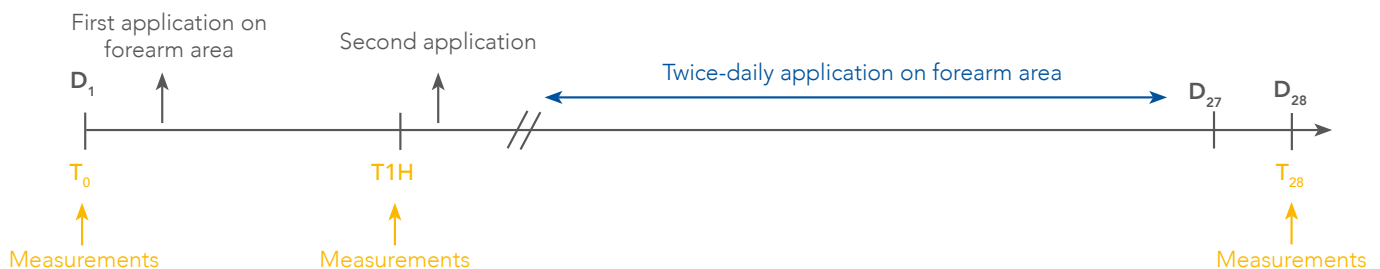 First application on
forearm area
Second application
Twice-daily application on forearm area
D1
D27
D28
T0
T1H
T28
Measurements
Measurements
Measurements